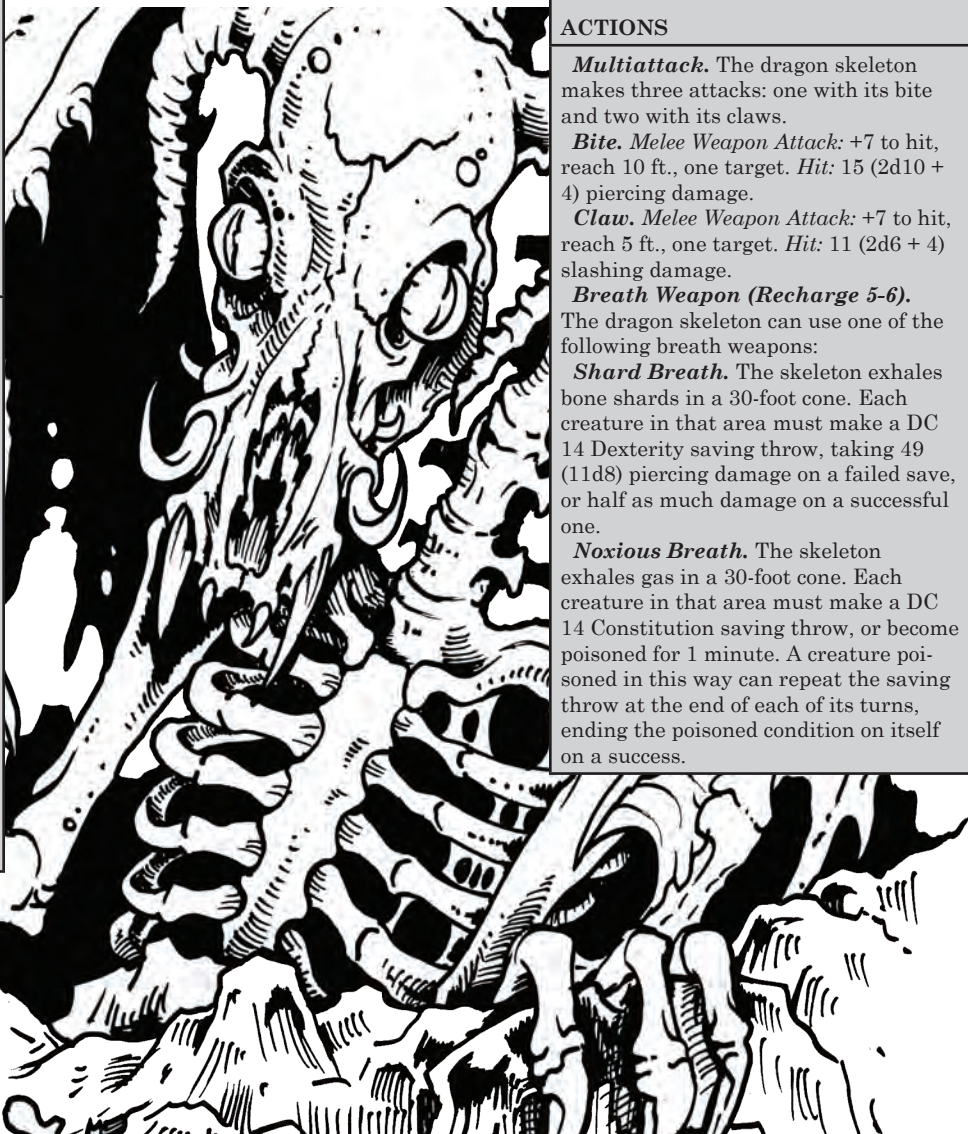 ACTIONS
Multiattack. The dragon skeleton
makes three attacks: one with its bite
and two with its claws.
Bite. Melee Weapon Attack: +7 to hit,
reach 10 ft., one target. Hit: 15 (2d10 +
4) piercing damage.
Claw. Melee Weapon Attack: +7 to hit,
reach 5 ft., one target. Hit: 11 (2d6 + 4)
slashing damage.
Breath Weapon (Recharge 5-6).
The dragon skeleton can use one of the
following breath weapons:
Shard Breath. The skeleton exhales
bone shards in a 30-foot cone. Each
creature in that area must make a DC
14 Dexterity saving throw, taking 49
(11d8) piercing damage on a failed save,
or half as much damage on a successful
one.
Noxious Breath. The skeleton
exhales gas in a 30-foot cone. Each
creature in that area must make a DC
14 Constitution saving throw, or become
poisoned for 1 minute. A creature poi-
soned in this way can repeat the saving
throw at the end of each of its turns,
ending the poisoned condition on itself
on a success.